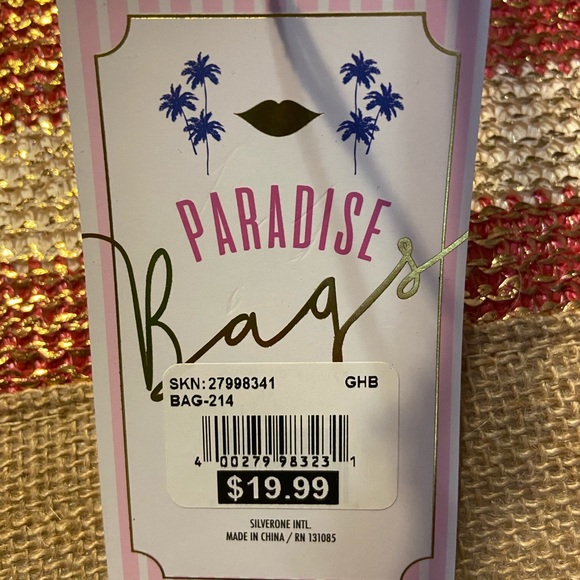 PARADISE
Bags
SKN: 27998341 GHB
BAG-214
4 00279 98323 1
$19.99
SILVERONE INTL.
MADE IN CHINA / RN 131085